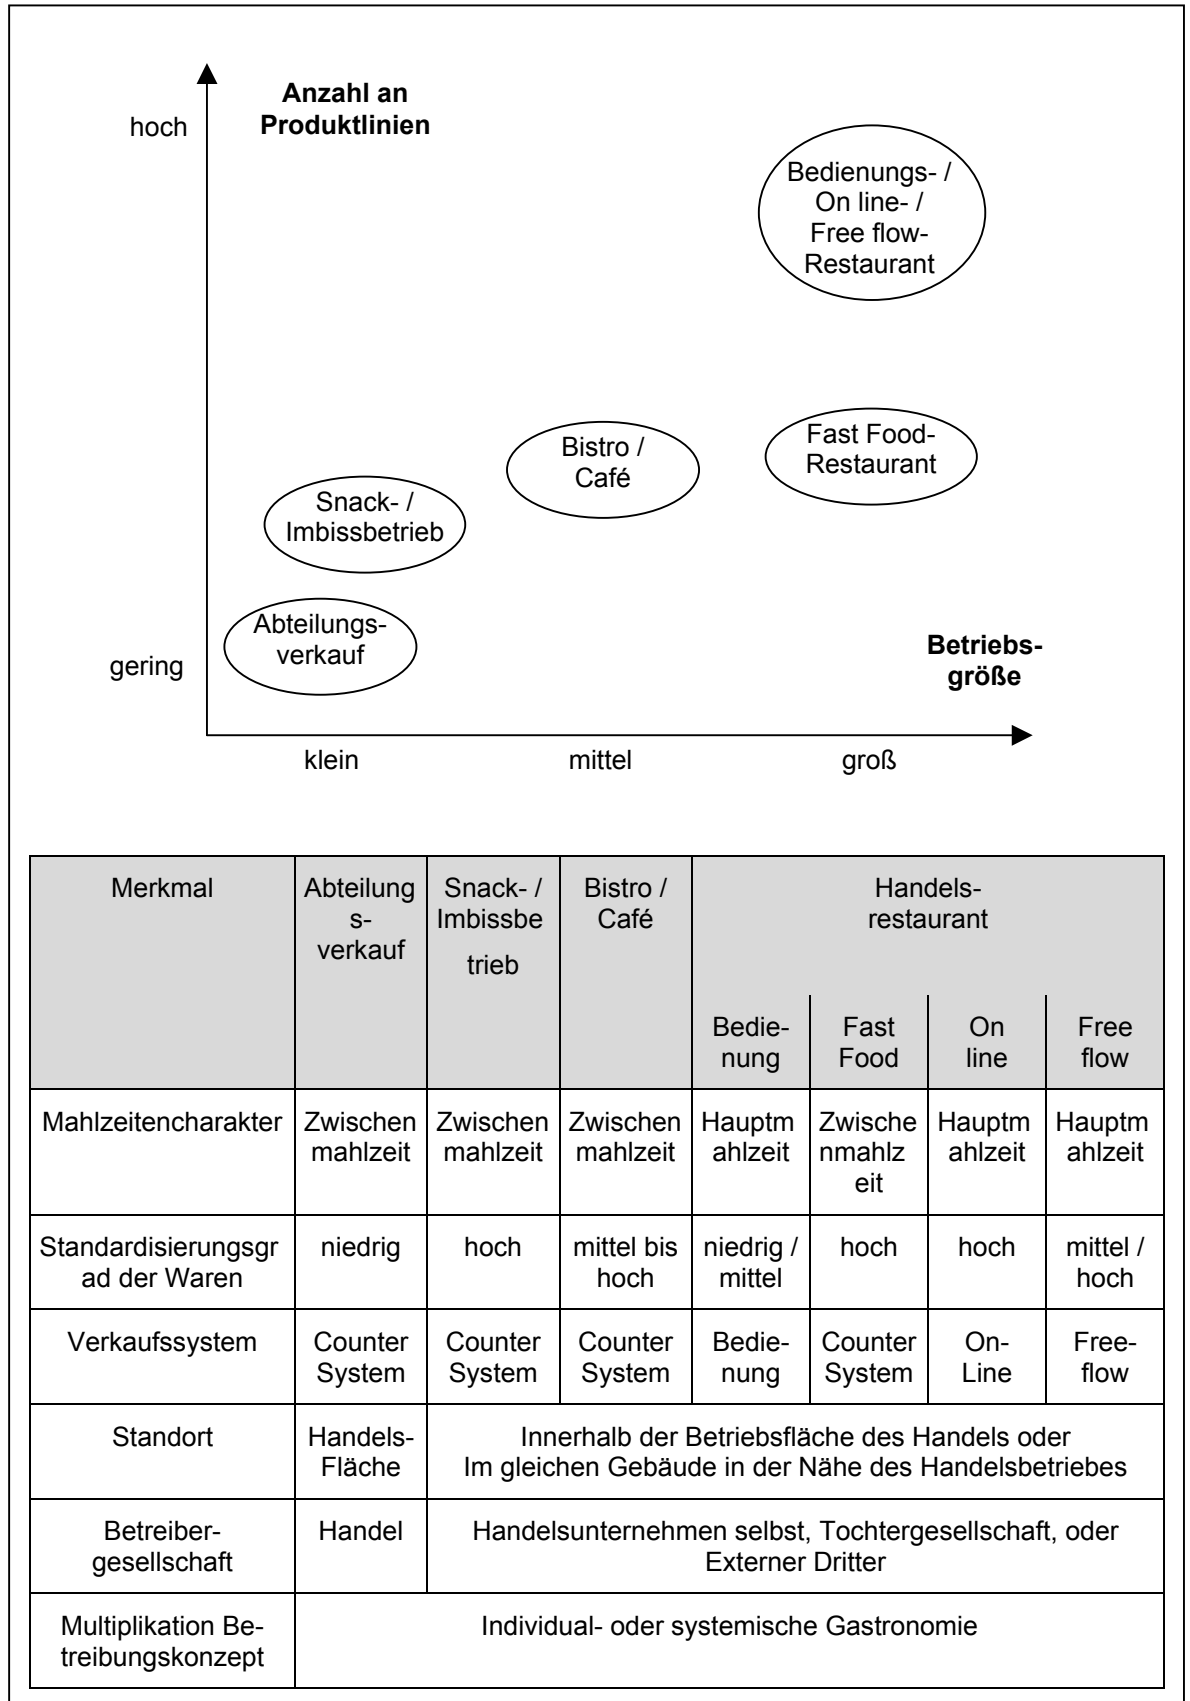 Anzahl an
Produktlinien
hoch
Bedienungs- /
On line- /
Free flow-
Restaurant
Fast Food-
Restaurant
Bistro /
Café
Snack- /
Imbissbetrieb
Abteilungs-
verkauf
gering
Betriebs-
größe
klein
mittel
groß
Merkmal
Abteilung
s-
verkauf
Snack- /
Imbissbe
trieb
Bistro /
Café
Handels-
restaurant
Bedie-
nung
Fast
Food
On
line
Free
flow
Mahlzeitencharakter
Zwischen
mahlzeit
Zwischen
mahlzeit
Zwischen
mahlzeit
Hauptm
ahlzeit
Zwische
nmahlz
eit
Hauptm
ahlzeit
Hauptm
ahlzeit
Standardisierungsgr
ad der Waren
niedrig
hoch
mittel bis
hoch
niedrig /
mittel
hoch
hoch
mittel /
hoch
Verkaufssystem
Counter
System
Counter
System
Counter
System
Bedie-
nung
Counter
System
On-
Line
Free-
flow
Standort
Handels-
Fläche
Innerhalb der Betriebsfläche des Handels oder
Im gleichen Gebäude in der Nähe des Handelsbetriebes
Betreiber-
gesellschaft
Handel
Handelsunternehmen selbst, Tochtergesellschaft, oder
Externer Dritter
Multiplikation Be-
treibungskonzept
Individual- oder systemische Gastronomie